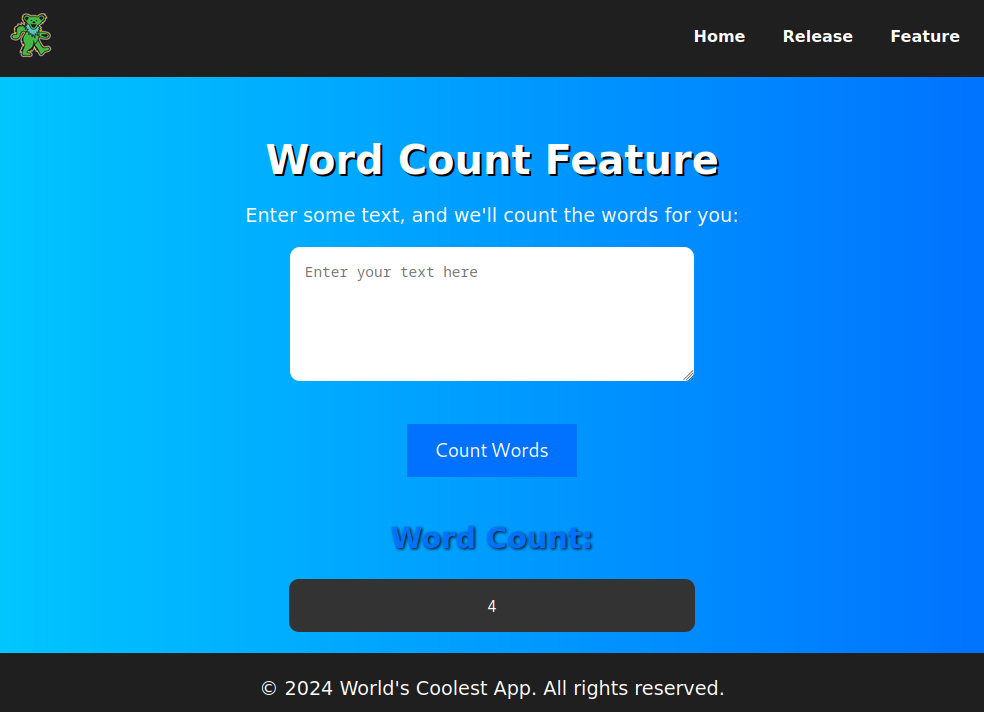 Home Release Feature
Word Count Feature
Enter some text, and we'll count the words for you:
Enter your text here
Count Words
Word Count:
4
© 2024 World's Coolest App. All rights reserved.